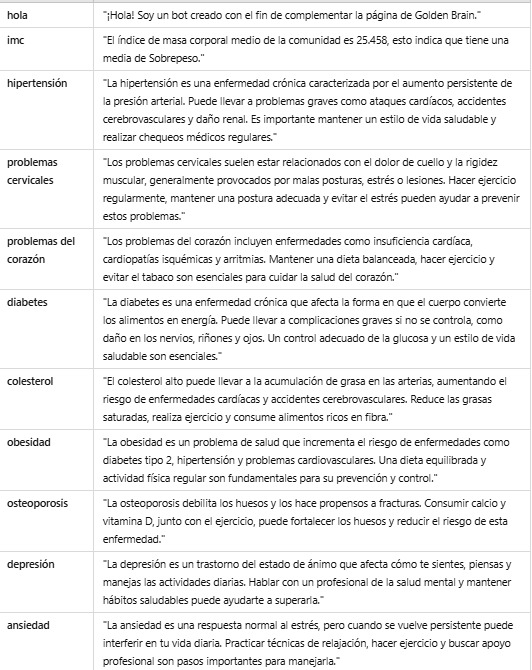 hola "¡Hola! Soy un bot creado con el fin de complementar la página de Golden Brain."
imc "El índice de masa corporal medio de la comunidad es 25.458, esto indica que tiene una
media de Sobrepeso."
hipertensión "La hipertensión es una enfermedad crónica caracterizada por el aumento persistente de
la presión arterial. Puede llevar a problemas graves como ataques cardíacos, accidentes
cerebrovasculares y daño renal. Es importante mantener un estilo de vida saludable y
realizar chequeos médicos regulares."
problemas "Los problemas cervicales suelen estar relacionados con el dolor de cuello y la rigidez
cervicales muscular, generalmente provocados por malas posturas, estrés o lesiones. Hacer ejercicio
regularmente, mantener una postura adecuada y evitar el estrés pueden ayudar a prevenir
estos problemas."
problemas del "Los problemas del corazón incluyen enfermedades como insuficiencia cardíaca,
corazón cardiopatías isquémicas y arritmias. Mantener una dieta balanceada, hacer ejercicio y
evitar el tabaco son esenciales para cuidar la salud del corazón."
diabetes "La diabetes es una enfermedad crónica que afecta la forma en que el cuerpo convierte
los alimentos en energía. Puede llevar a complicaciones graves si no se controla, como
daño en los nervios, riñones y ojos. Un control adecuado de la glucosa y un estilo de vida
saludable son esenciales."
colesterol "El colesterol alto puede llevar a la acumulación de grasa en las arterias, aumentando el
riesgo de enfermedades cardíacas y accidentes cerebrovasculares. Reduce las grasas
saturadas, realiza ejercicio y consume alimentos ricos en fibra."
obesidad "La obesidad es un problema de salud que incrementa el riesgo de enfermedades como
diabetes tipo 2, hipertensión y problemas cardiovasculares. Una dieta equilibrada y
actividad física regular son fundamentales para su prevención y control."
osteoporosis "La osteoporosis debilita los huesos y los hace propensos a fracturas. Consumir calcio y
vitamina D, junto con el ejercicio, puede fortalecer los huesos y reducir el riesgo de esta
enfermedad."
depresión "La depresión es un trastorno del estado de ánimo que afecta cómo te sientes, piensas y
manejas las actividades diarias. Hablar con un profesional de la salud mental y mantener
hábitos saludables puede ayudarte a superarla."
ansiedad "La ansiedad es una respuesta normal al estrés, pero cuando se vuelve persistente puede
interferir en tu vida diaria. Practicar técnicas de relajación, hacer ejercicio y buscar apoyo
profesional son pasos importantes para manejarla."